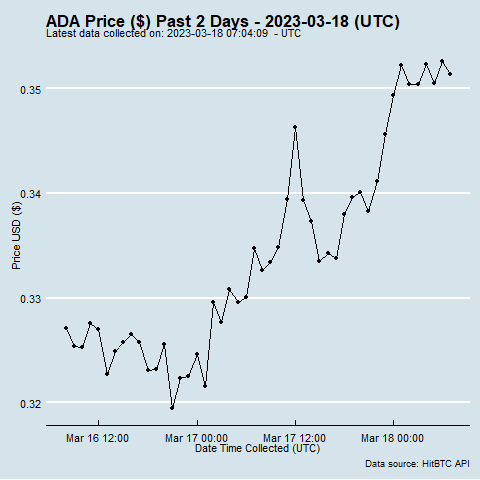 ADA Price ($) Past 2 Days - 2023-03-18 (UTC)
Latest data collected on: 2023-03-18 07:04:09 - UTC
0.35
0.34
0.33
0.32
Price USD ($)
Mar 16 12:00 Mar 17 00:00 Mar 17 12:00 Mar 18 00:00
Date Time Collected (UTC)
Data source: HitBTC API